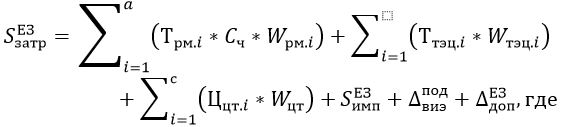 S^{ЕЗ}_{затр} = ∑^{a}_{i=1}(Т_{рм.i} * С_ч * W_{рм.i}) + ∑^{⬚}_{i=1}(Т_{тэц.i} * W_{тэц.i})
+ ∑^{с}_{i=1}(Ц_{цт.i} * W_{цт}) + S^{ЕЗ}_{имп} + Δ^{под}_{виэ} + Δ^{ЕЗ}_{доп}, где